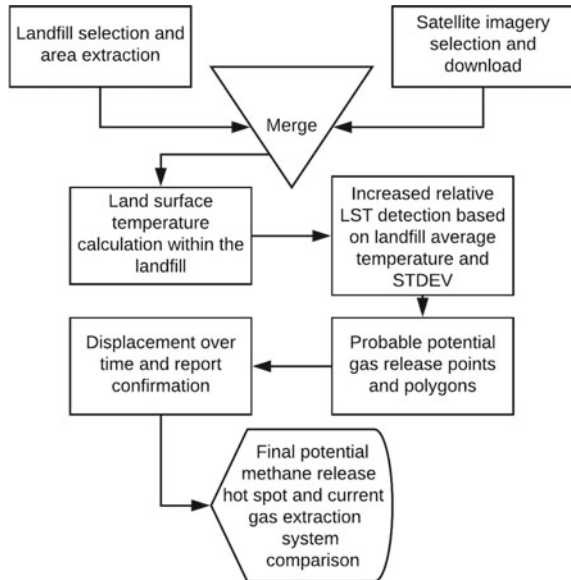 Landfill selection and
area extraction
Satellite imagery
selection and
download
Merge
Land surface
temperature
calculation within the
landfill
Increased relative
LST detection based
on landfill average
temperature and
STDEV
Displacement over
time and report
confirmation
Probable potential
gas release points
and polygons
Final potential
methane release
hot spot and current
gas extraction
system
comparison